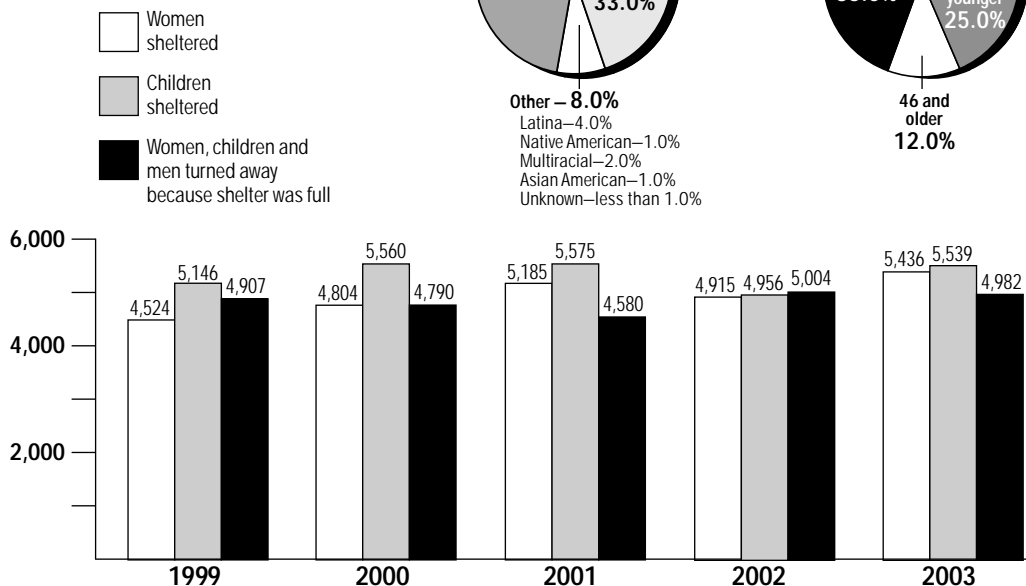 Women
sheltered
Children
sheltered
Women, children and
men turned away
because shelter was full
33.0%
Other – 8.0%
Latina–4.0%
Native American–1.0%
Multiracial–2.0%
Asian American–1.0%
Unknown–less than 1.0%
younger
25.0%
46 and
older
12.0%
6,000
4,000
2,000
4,524
5,146
4,907
4,804
5,560
4,790
5,185
5,575
4,580
4,915
4,956
5,004
5,436
5,539
4,982
1999
2000
2001
2002
2003